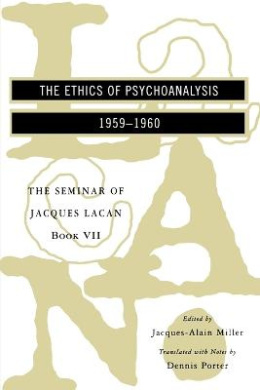 LACAN
THE ETHICS OF PSYCHOANALYSIS
1959–1960
THE SEMINAR OF
JACQUES LACAN
BOOK VII
Edited by
Jacques-Alain Miller
Translated with Notes by
Dennis Porter